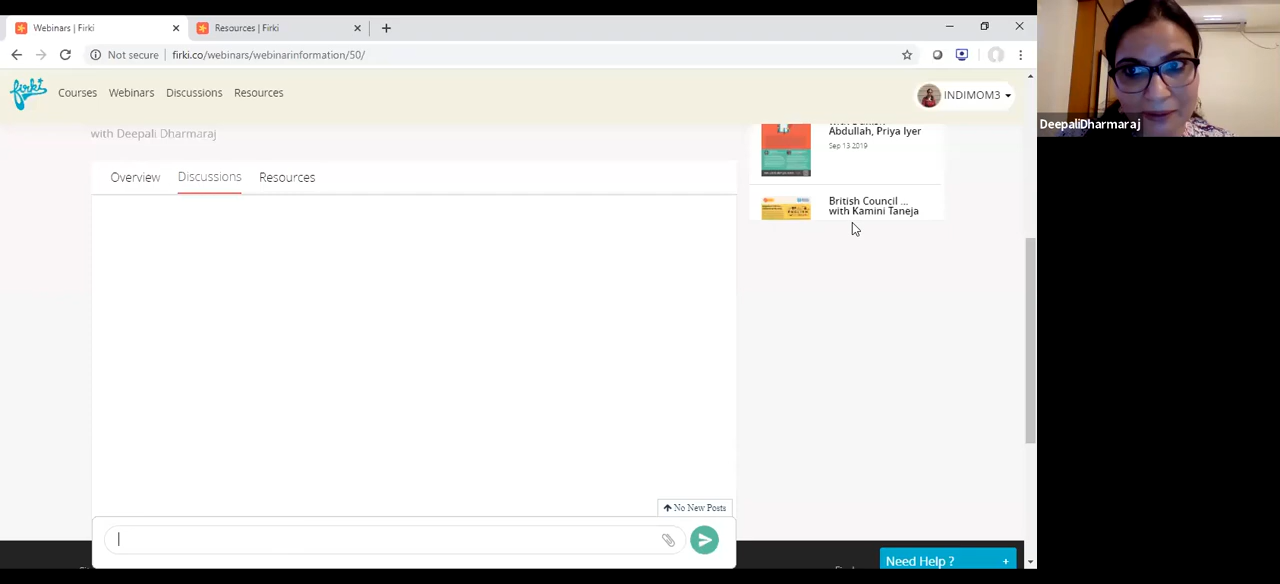 Webinars | Firki
Resources | Firki
Not secure
firki.co/webinars/webinarinformation/50/
firki
Courses
Webinars
Discussions
Resources
INDIMOM3
DeepaliDharmaraj
with Deepali Dharmaraj
Abdullah, Priya Iyer
Sep 13 2019
Overview
Discussions
Resources
British Council ...
with Kamini Taneja
No New Posts
Need Help ? +